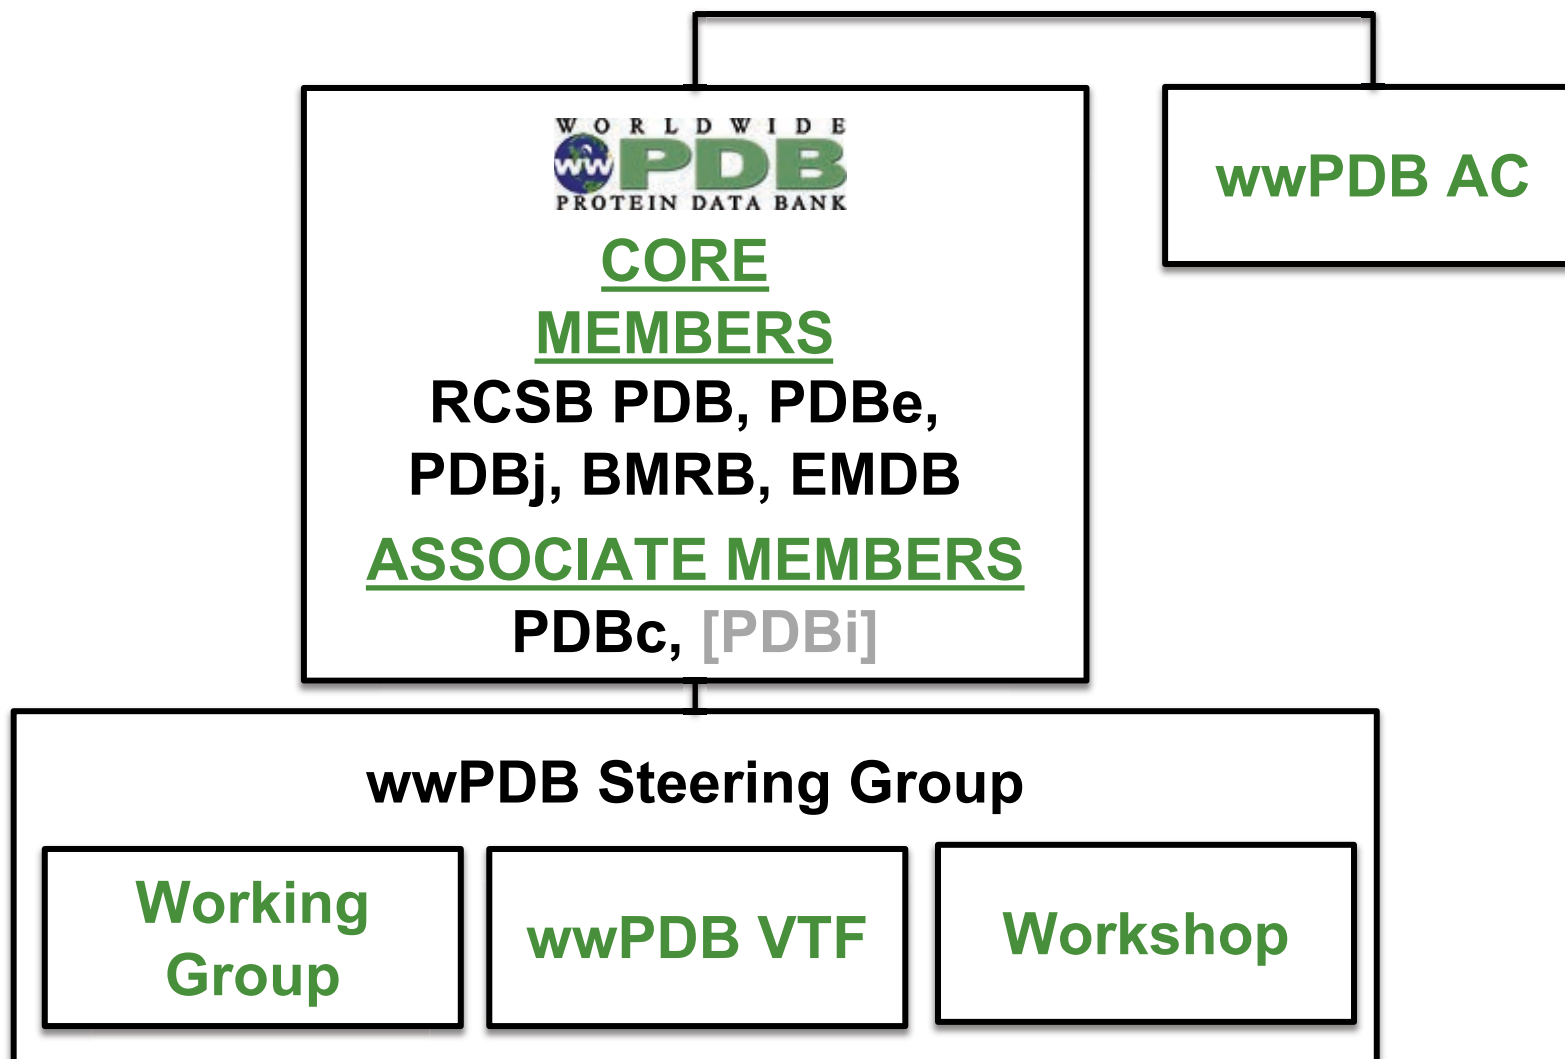 WORLDWIDE
ww PDB
PROTEIN DATA BANK
wwPDB AC
CORE
MEMBERS
RCSB PDB, PDBe,
PDBj, BMRB, EMDB
ASSOCIATE MEMBERS
PDBc, [PDBi]
wwPDB Steering Group
Working
Group
wwPDB VTF
Workshop